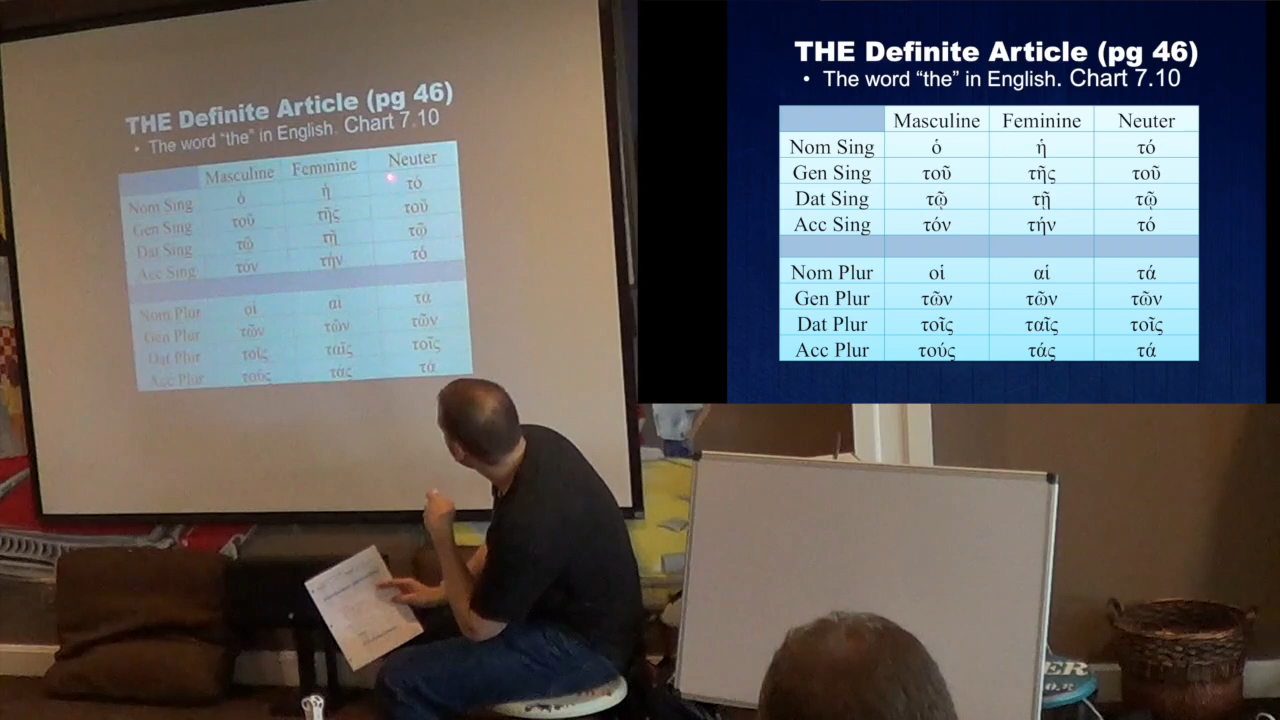 THE Definite Article (pg 46)
• The word “the” in English. Chart 7.10
Masculine Feminine Neuter
Nom Sing ὁ ἡ τό
Gen Sing τοῦ τῆς τοῦ
Dat Sing τῷ τῇ τῷ
Acc Sing τόν τήν τό
Nom Plur οἱ αἱ τά
Gen Plur τῶν τῶν τῶν
Dat Plur τοῖς ταῖς τοῖς
Acc Plur τούς τάς τά
THE Definite Article (pg 46)
• The word “the” in English. Chart 7.10
Masculine Feminine Neuter
Nom Sing ὁ ἡ τό
Gen Sing τοῦ τῆς τοῦ
Dat Sing τῷ τῇ τῷ
Acc Sing τόν τήν τό
Nom Plur οἱ αἱ τά
Gen Plur τῶν τῶν τῶν
Dat Plur τοῖς ταῖς τοῖς
Acc Plur τούς τάς τά